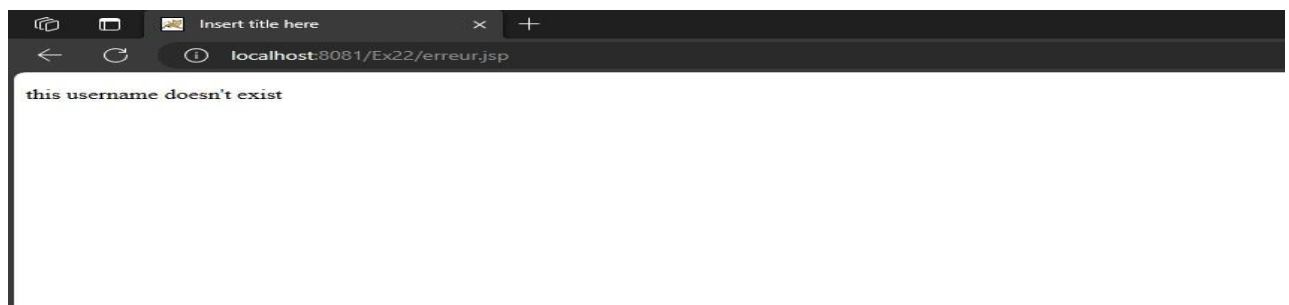 Insert title here
localhost:8081/Ex22/erreur.jsp
this username doesn't exist